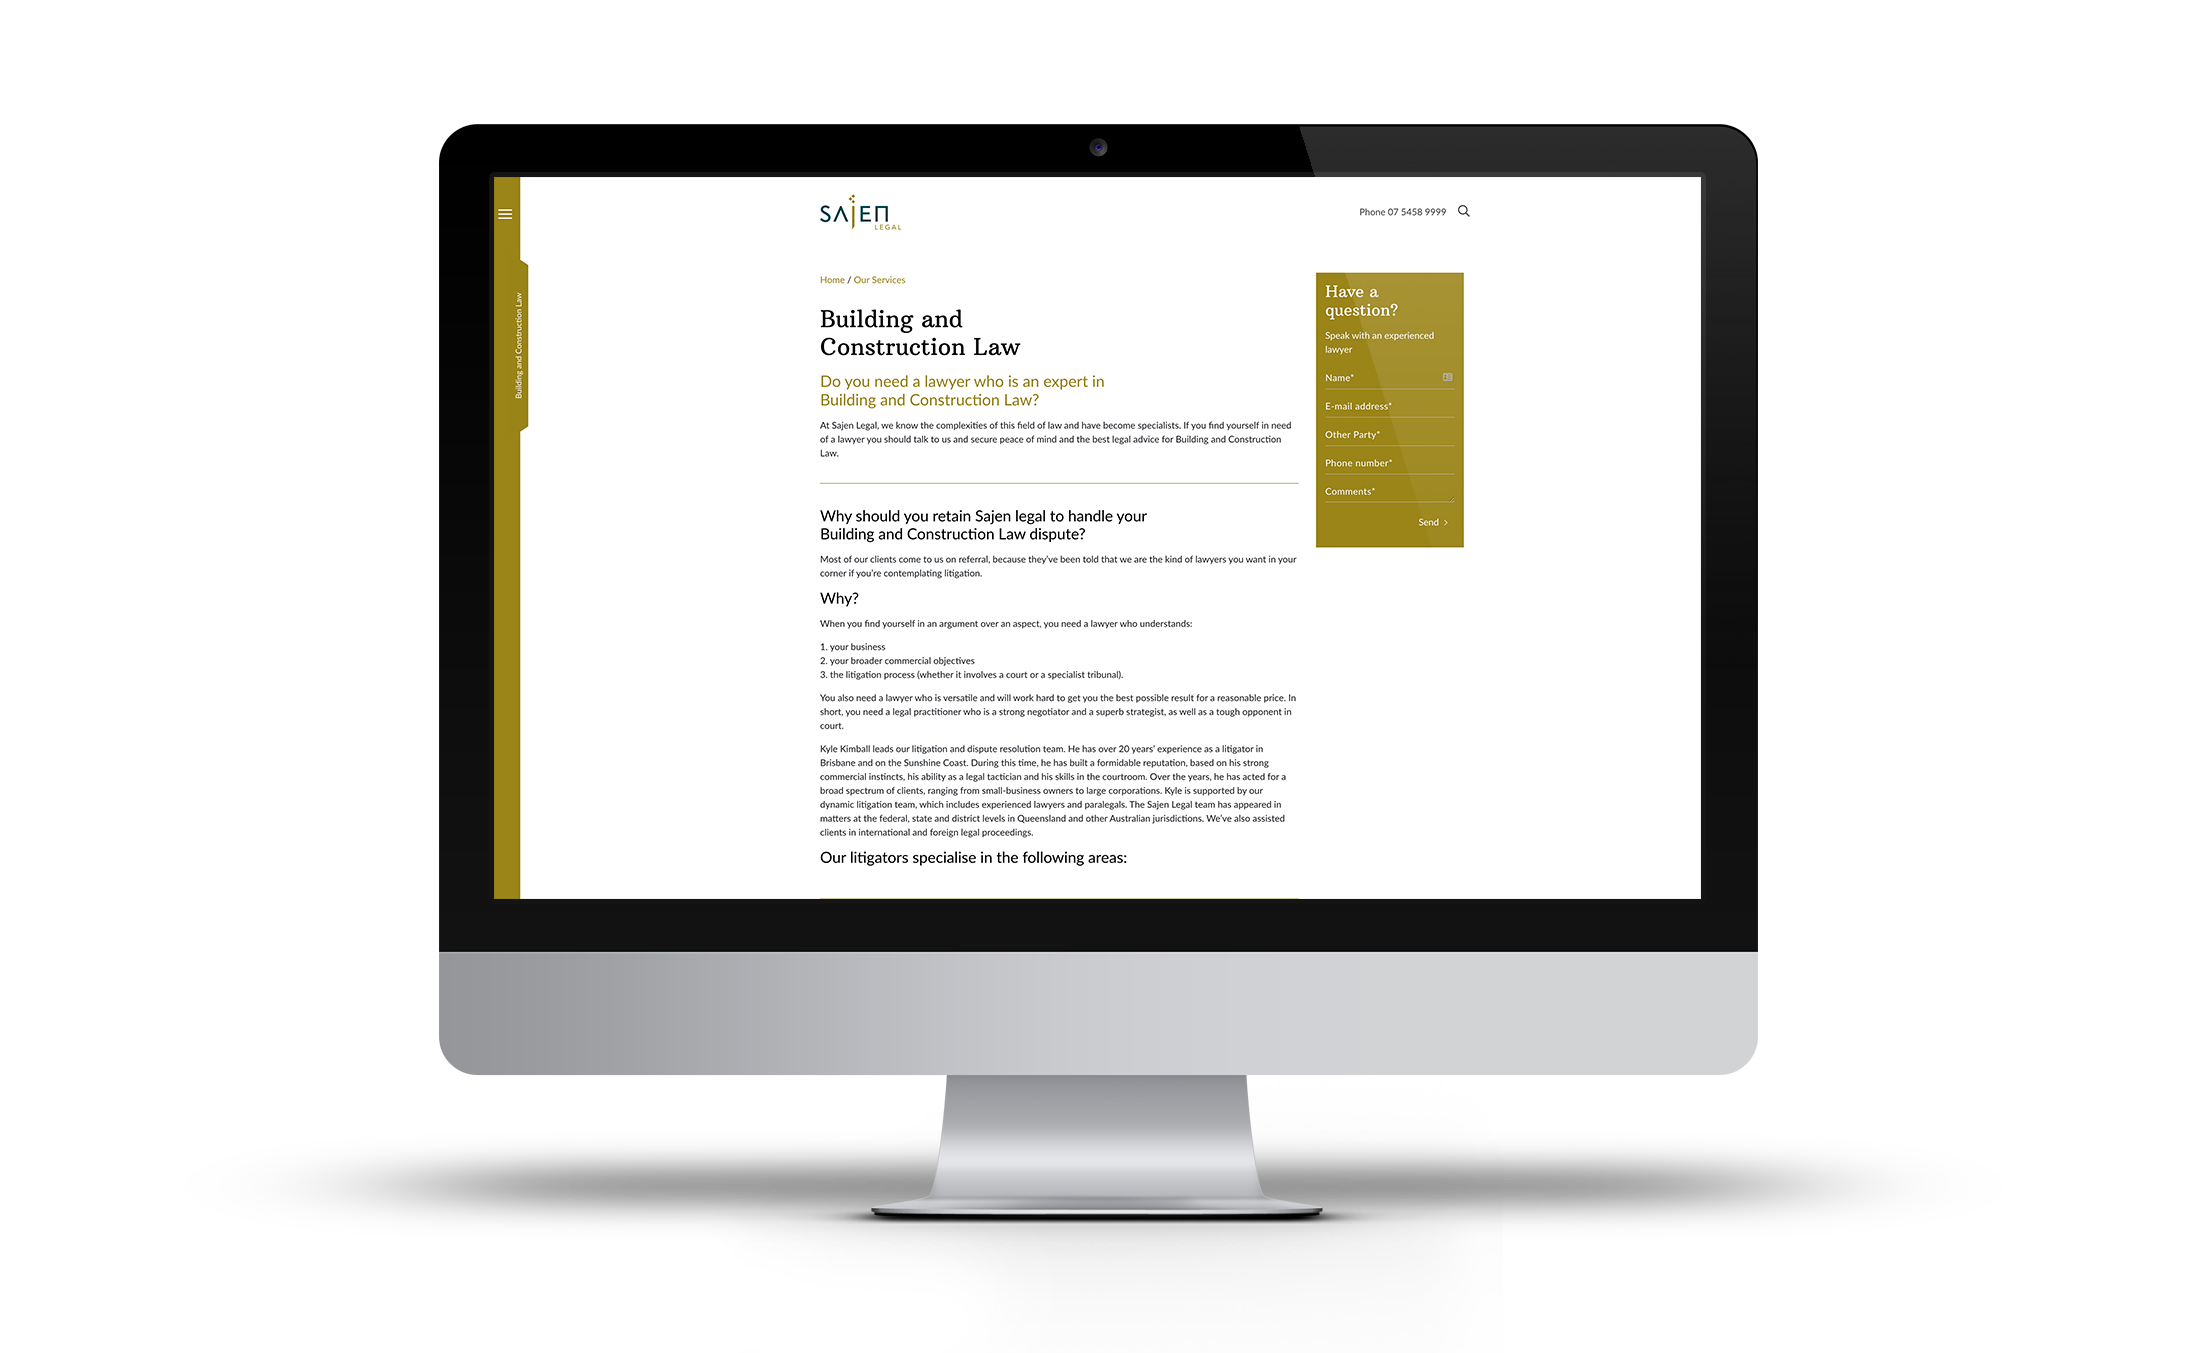 SAJEN
LEGAL
Phone 07 5458 9999
Building and Construction Law
Home / Our Services
Building and
Construction Law
Do you need a lawyer who is an expert in
Building and Construction Law?
At Sajen Legal, we know the complexities of this field of law and have become specialists. If you find yourself in need
of a lawyer you should talk to us and secure peace of mind and the best legal advice for Building and Construction
Law.
Why should you retain Sajen legal to handle your
Building and Construction Law dispute?
Most of our clients come to us on referral, because they've been told that we are the kind of lawyers you want in your
corner if you're contemplating litigation.
Why?
When you find yourself in an argument over an aspect, you need a lawyer who understands:
1. your business
2. your broader commercial objectives
3. the litigation process (whether it involves a court or a specialist tribunal).
You also need a lawyer who is versatile and will work hard to get you the best possible result for a reasonable price. In
short, you need a legal practitioner who is a strong negotiator and a superb strategist, as well as a tough opponent in
court.
Kyle Kimball leads our litigation and dispute resolution team. He has over 20 years' experience as a litigator in
Brisbane and on the Sunshine Coast. During this time, he has built a formidable reputation, based on his strong
commercial instincts, his ability as a legal tactician and his skills in the courtroom. Over the years, he has acted for a
broad spectrum of clients, ranging from small-business owners to large corporations. Kyle is supported by our
dynamic litigation team, which includes experienced lawyers and paralegals. The Sajen Legal team has appeared in
matters at the federal, state and district levels in Queensland and other Australian jurisdictions. We've also assisted
clients in international and foreign legal proceedings.
Our litigators specialise in the following areas:
Have a
question?
Speak with an experienced
lawyer
Name*
E-mail address*
Other Party*
Phone number*
Comments*
Send >